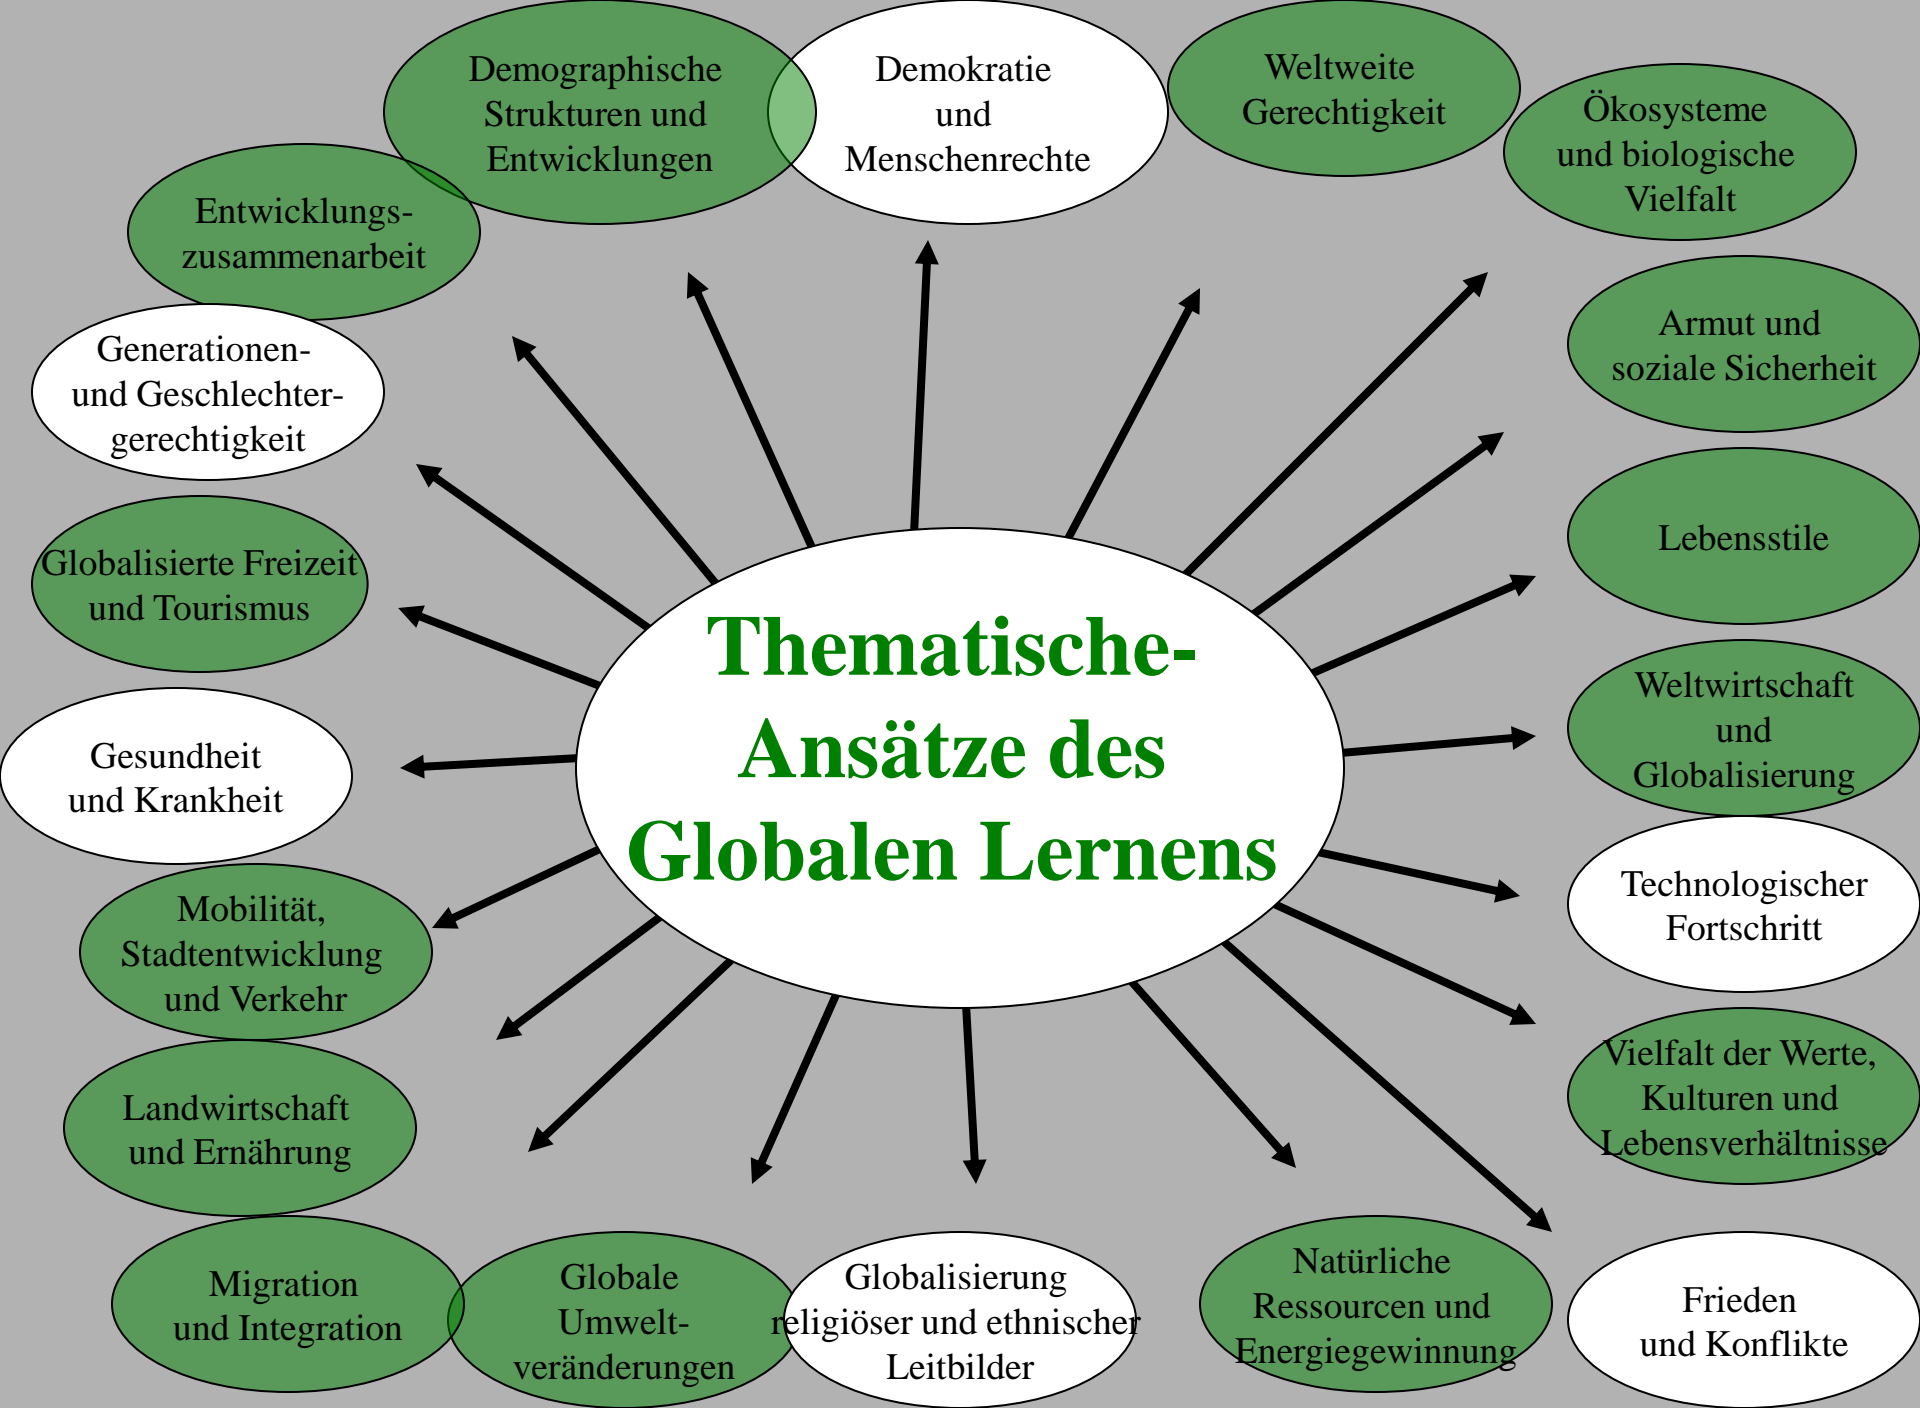 Demographische
Strukturen und
Entwicklungen
Demokratie
und
Menschenrechte
Weltweite
Gerechtigkeit
Ökosysteme
und biologische
Vielfalt
Entwicklungs-
zusammenarbeit
Armut und
soziale Sicherheit
Generationen-
und Geschlechter-
gerechtigkeit
Lebensstile
Globalisierte Freizeit
und Tourismus
Thematische-
Ansätze des
Globalen Lernens
Weltwirtschaft
und
Globalisierung
Gesundheit
und Krankheit
Technologischer
Fortschritt
Mobilität,
Stadtentwicklung
und Verkehr
Vielfalt der Werte,
Kulturen und
Lebensverhältnisse
Landwirtschaft
und Ernährung
Migration
und Integration
Globale
Umwelt-
veränderungen
Globalisierung
religiöser und ethnischer
Leitbilder
Natürliche
Ressourcen und
Energiegewinnung
Frieden
und Konflikte